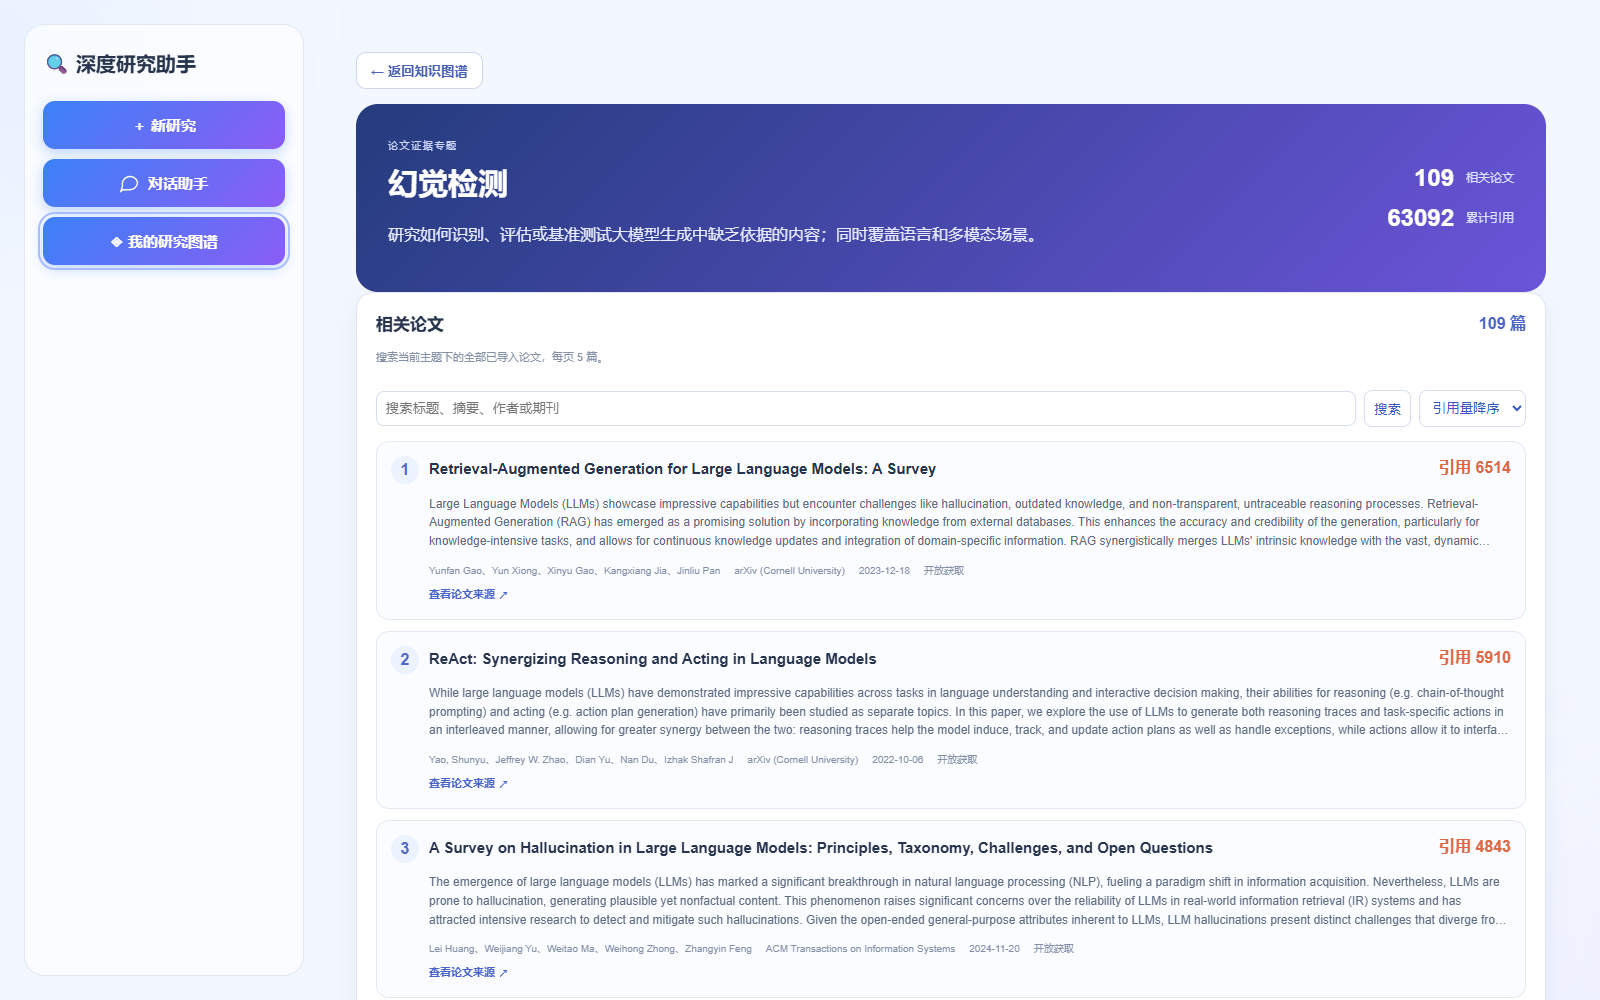 🔍 深度研究助手
+ 新研究
对话助手
❖ 我的研究图谱
← 返回知识图谱
论文证据专题
幻觉检测
研究如何识别、评估或基准测试大模型生成中缺乏依据的内容；同时覆盖语言和多模态场景。
109 相关论文
63092 累计引用
相关论文
109 篇
搜索当前主题下的全部已导入论文，每页 5 篇。
搜索标题、摘要、作者或期刊
搜索
引用量降序
1
Retrieval-Augmented Generation for Large Language Models: A Survey
引用 6514
Large Language Models (LLMs) showcase impressive capabilities but encounter challenges like hallucination, outdated knowledge, and non-transparent, untraceable reasoning processes. Retrieval-
Augmented Generation (RAG) has emerged as a promising solution by incorporating knowledge from external databases. This enhances the accuracy and credibility of the generation, particularly for
knowledge-intensive tasks, and allows for continuous knowledge updates and integration of domain-specific information. RAG synergistically merges LLMs' intrinsic knowledge with the vast, dynamic...
Yunfan Gao、Yun Xiong、Xinyu Gao、Kangxiang Jia、Jinliu Pan arXiv (Cornell University) 2023-12-18 开放获取
查看论文来源 ↗
2
ReAct: Synergizing Reasoning and Acting in Language Models
引用 5910
While large language models (LLMs) have demonstrated impressive capabilities across tasks in language understanding and interactive decision making, their abilities for reasoning (e.g. chain-of-thought
prompting) and acting (e.g. action plan generation) have primarily been studied as separate topics. In this paper, we explore the use of LLMs to generate both reasoning traces and task-specific actions in
an interleaved manner, allowing for greater synergy between the two: reasoning traces help the model induce, track, and update action plans as well as handle exceptions, while actions allow it to interfa...
Yao, Shunyu、Jeffrey W. Zhao、Dian Yu、Nan Du、Izhak Shafran J arXiv (Cornell University) 2022-10-06 开放获取
查看论文来源 ↗
3
A Survey on Hallucination in Large Language Models: Principles, Taxonomy, Challenges, and Open Questions
引用 4843
The emergence of large language models (LLMs) has marked a significant breakthrough in natural language processing (NLP), fueling a paradigm shift in information acquisition. Nevertheless, LLMs are
prone to hallucination, generating plausible yet nonfactual content. This phenomenon raises significant concerns over the reliability of LLMs in real-world information retrieval (IR) systems and has
attracted intensive research to detect and mitigate such hallucinations. Given the open-ended general-purpose attributes inherent to LLMs, LLM hallucinations present distinct challenges that diverge fro...
Lei Huang、Weijiang Yu、Weitao Ma、Weihong Zhong、Zhangyin Feng ACM Transactions on Information Systems 2024-11-20 开放获取
查看论文来源 ↗